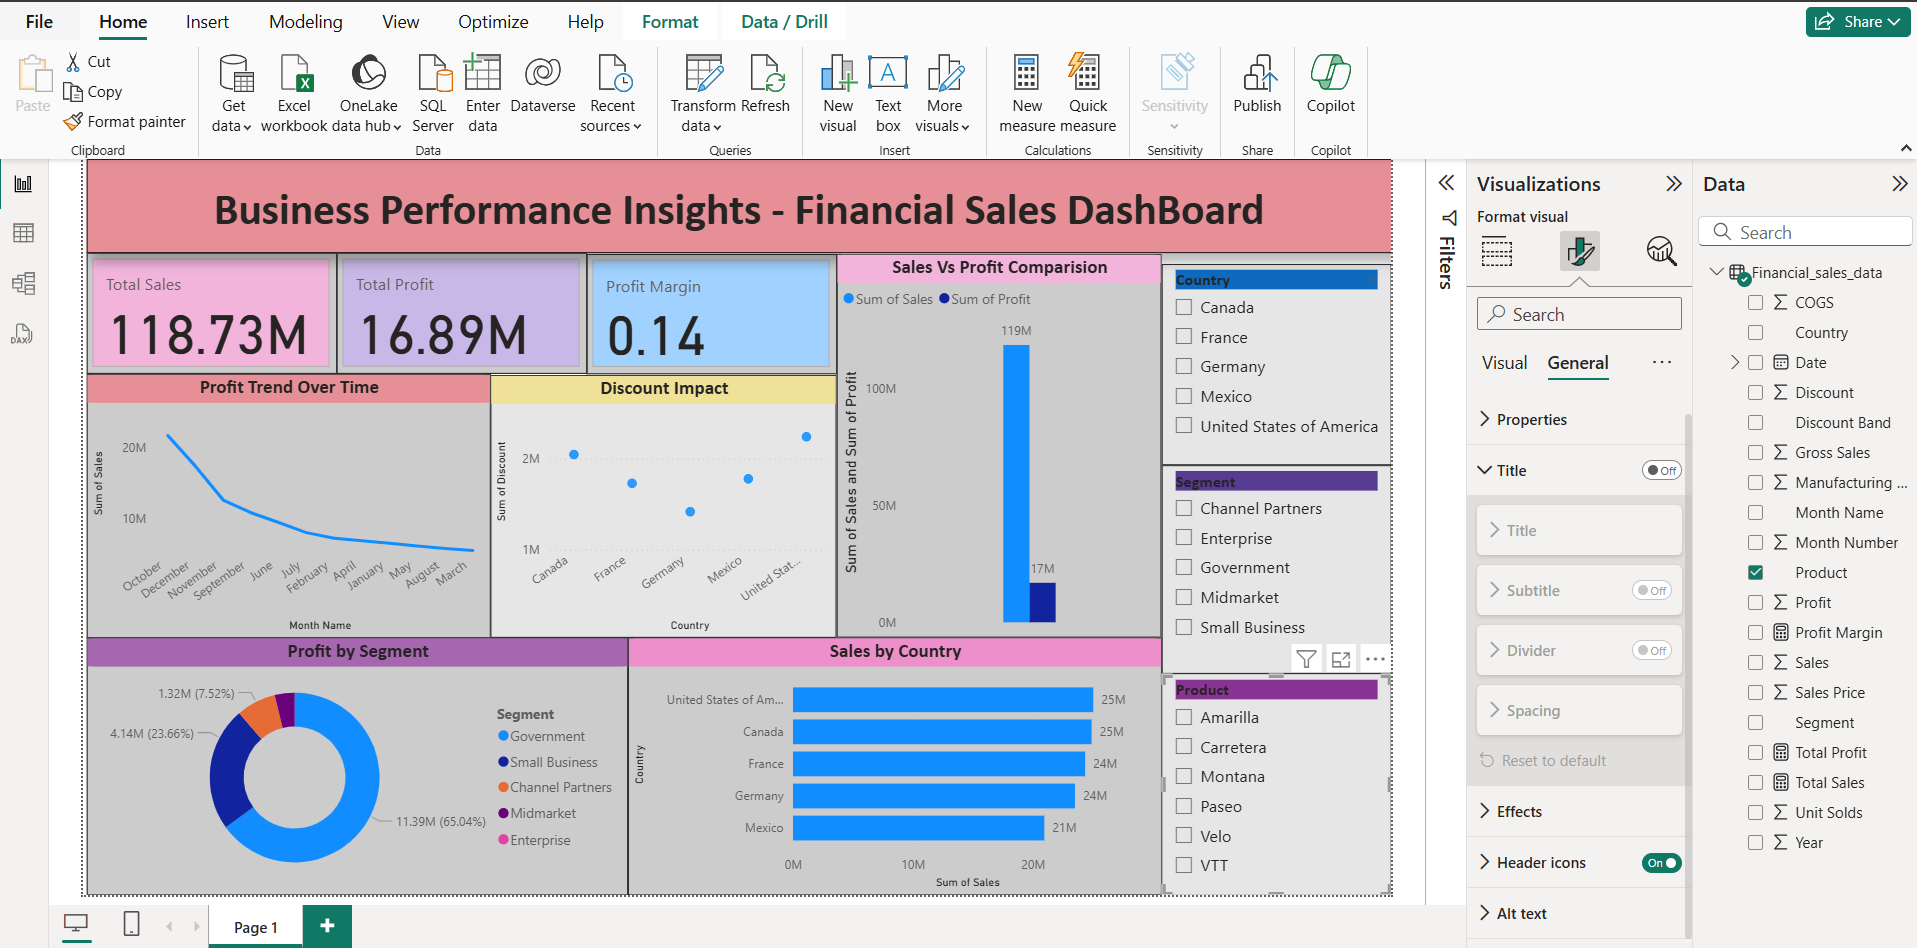 File
Home
Insert
Modeling
View
Optimize
Help
Format
Data / Drill
Share
Paste
Cut
Copy
Format painter
Clipboard
Get
data
Excel
workbook
OneLake
data hub
SQL
Server
Enter
data
Dataverse
Recent
sources
Data
Transform
data
Refresh
Queries
New
visual
Text
box
More
visuals
Insert
New
measure
Quick
measure
Calculations
Sensitivity
Sensitivity
Publish
Share
Copilot
Copilot
Business Performance Insights - Financial Sales DashBoard
Total Sales
118.73M
Total Profit
16.89M
Profit Margin
0.14
Sales Vs Profit Comparision
Sum of Sales
Sum of Profit
119M
17M
Sum of Sales and Sum of Profit
100M
50M
0M
Country
Canada
France
Germany
Mexico
United States of America
Profit Trend Over Time
Sum of Sales
20M
10M
October
December
November
September
June
July
February
April
January
May
August
March
Month Name
Discount Impact
Sum of Discount
2M
1M
Canada
France
Germany
Mexico
United Stat...
Country
Segment
Channel Partners
Enterprise
Government
Midmarket
Small Business
Profit by Segment
1.32M (7.52%)
4.14M (23.66%)
11.39M (65.04%)
Segment
Government
Small Business
Channel Partners
Midmarket
Enterprise
Sales by Country
Country
United States of Am...
25M
Canada
25M
France
24M
Germany
24M
Mexico
21M
0M
10M
20M
Sum of Sales
Product
Amarilla
Carretera
Montana
Paseo
Velo
VTT
Page 1
Filters
Visualizations
Format visual
Search
Visual
General
Properties
Title
Off
Title
Subtitle
Off
Divider
Off
Spacing
Reset to default
Effects
Header icons
On
Alt text
Data
Search
Financial_sales_data
COGS
Country
Date
Discount
Discount Band
Gross Sales
Manufacturing ...
Month Name
Month Number
Product
Profit
Profit Margin
Sales
Sales Price
Segment
Total Profit
Total Sales
Unit Solds
Year
DAX